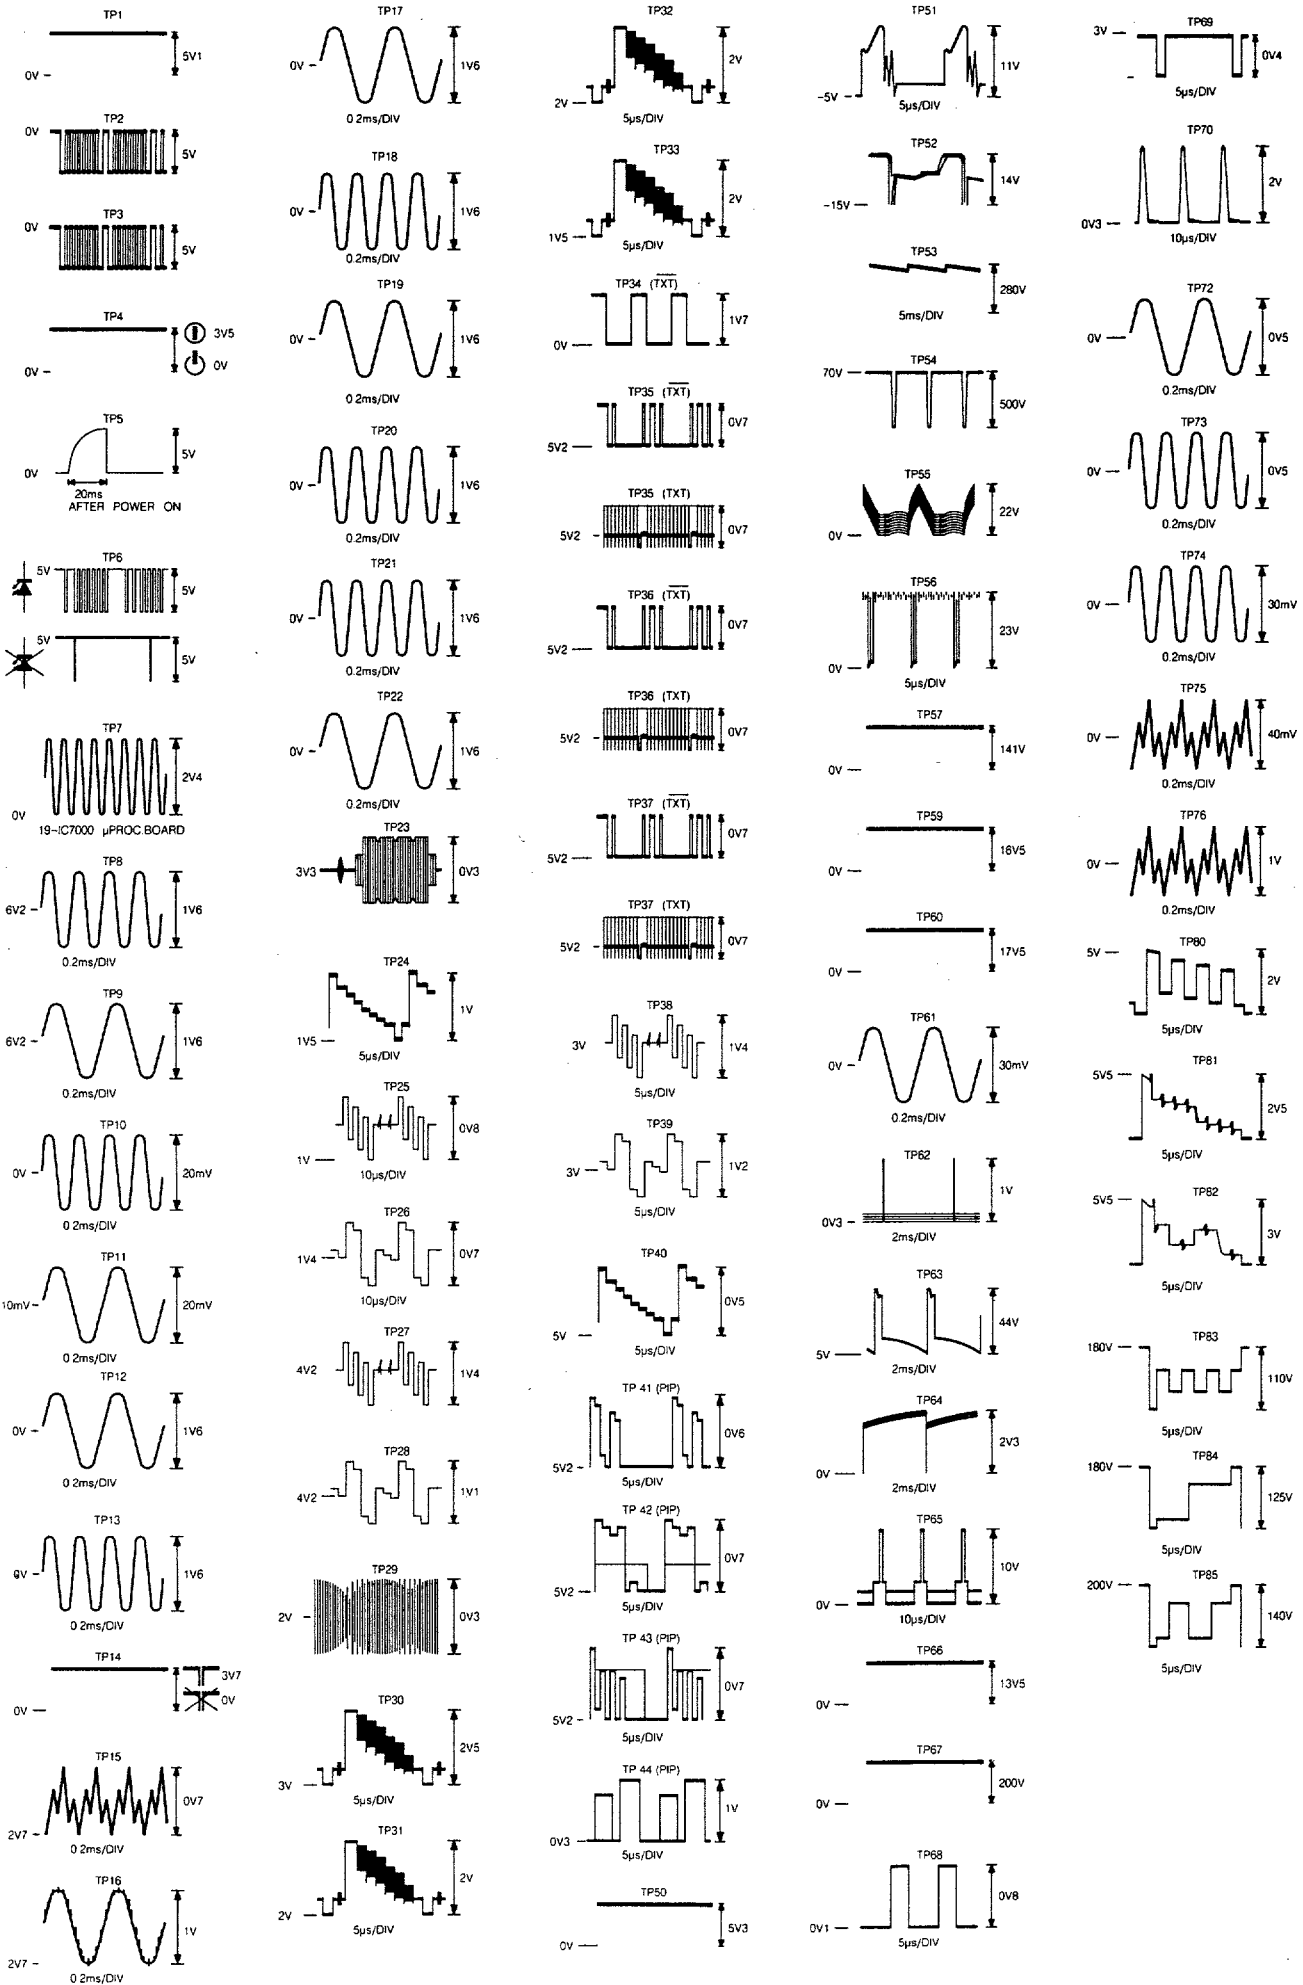 TP1
5V1
0V
TP2
0V
5V
TP3
0V
5V
TP4
3V5
0V
0V
TP5
5V
0V
20ms
AFTER POWER ON
TP6
5V
5V
5V
5V
TP7
2V4
0V
19-IC7000 µPROC.BOARD
TP8
6V2
1V6
0.2ms/DIV
TP9
6V2
1V6
0.2ms/DIV
TP10
0V
20mV
0.2ms/DIV
TP11
10mV
20mV
0.2ms/DIV
TP12
0V
1V6
0.2ms/DIV
TP13
0V
1V6
0.2ms/DIV
TP14
3V7
0V
0V
TP15
0V7
2V7
0.2ms/DIV
TP16
1V
2V7
0.2ms/DIV
TP17
0V
1V6
0.2ms/DIV
TP18
0V
1V6
0.2ms/DIV
TP19
0V
1V6
0.2ms/DIV
TP20
0V
1V6
0.2ms/DIV
TP21
0V
1V6
0.2ms/DIV
TP22
0V
1V6
0.2ms/DIV
TP23
3V3
0V3
TP24
1V
1V5
5µs/DIV
TP25
0V8
1V
10µs/DIV
TP26
1V4
0V7
10µs/DIV
TP27
4V2
1V4
TP28
4V2
1V1
TP29
2V
0V3
TP30
2V5
3V
5µs/DIV
TP31
2V
2V
5µs/DIV
TP32
2V
2V
5µs/DIV
TP33
2V
1V5
5µs/DIV
TP34 (TXT)
1V7
0V
TP35 (TXT)
0V7
5V2
TP35 (TXT)
5V2
0V7
TP36 (TXT)
0V7
5V2
TP36 (TXT)
5V2
0V7
TP37 (TXT)
0V7
5V2
TP37 (TXT)
5V2
0V7
TP38
3V
1V4
5µs/DIV
TP39
3V
1V2
5µs/DIV
TP40
0V5
5V
5µs/DIV
TP 41 (PIP)
0V6
5V2
5µs/DIV
TP 42 (PIP)
0V7
5V2
5µs/DIV
TP 43 (PIP)
0V7
5V2
5µs/DIV
TP 44 (PIP)
1V
0V3
5µs/DIV
TP50
5V3
0V
TP51
11V
-5V
5µs/DIV
TP52
14V
-15V
TP53
280V
5ms/DIV
TP54
70V
500V
TP55
22V
0V
TP56
23V
0V
5µs/DIV
TP57
141V
0V
TP59
16V5
0V
TP60
17V5
0V
TP61
0V
30mV
0.2ms/DIV
TP62
1V
0V3
2ms/DIV
TP63
44V
5V
2ms/DIV
TP64
2V3
0V
2ms/DIV
TP65
10V
0V
10µs/DIV
TP66
13V5
0V
TP67
200V
0V
TP68
0V8
0V1
5µs/DIV
TP69
3V
0V4
5µs/DIV
TP70
2V
0V3
10µs/DIV
TP72
0V
0V5
0.2ms/DIV
TP73
0V
0V5
0.2ms/DIV
TP74
0V
30mV
0.2ms/DIV
TP75
0V
40mV
0.2ms/DIV
TP76
0V
1V
0.2ms/DIV
TP80
5V
2V
5µs/DIV
TP81
5V5
2V5
5µs/DIV
TP82
5V5
3V
5µs/DIV
TP83
180V
110V
5µs/DIV
TP84
180V
125V
5µs/DIV
TP85
200V
140V
5µs/DIV